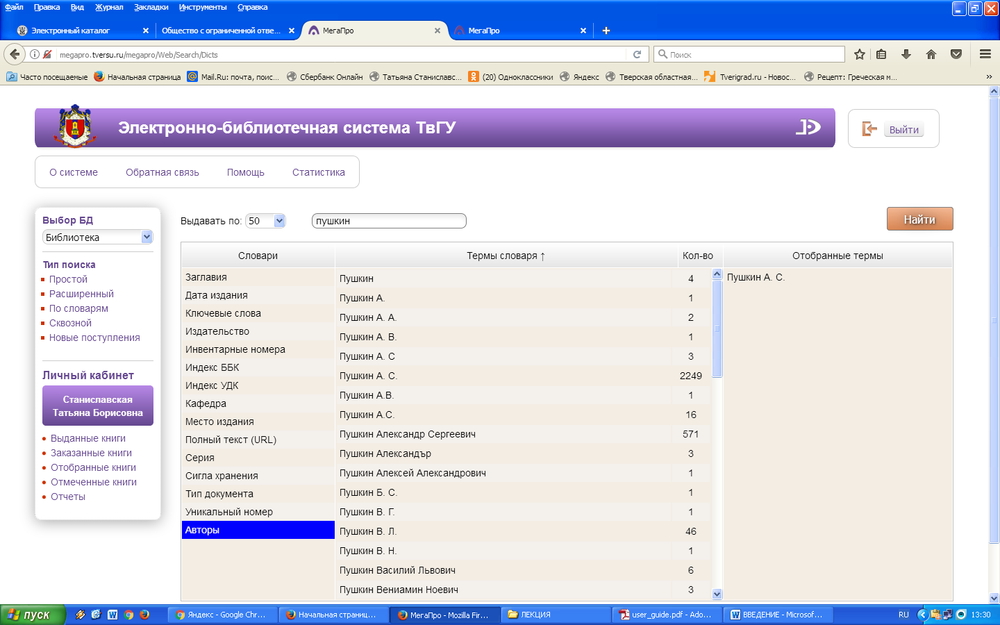 Файл Правка Вид Журнал Закладки Инструменты Справка
Электронный каталог
Общество с ограниченной отве...
МегаПро
МегаПро
megapro.tversu.ru/megapro/Web/Search/Dicts
Поиск
Часто посещаемые
Начальная страница
Mail.Ru: почта, поис...
Сбербанк Онлайн
Татьяна Станиславс...
(20) Одноклассники
Яндекс
Тверская областная...
Tverigrad.ru - Новос...
Рецепт: Греческая м...
Электронно-библиотечная система ТвГУ
Выйти
О системе Обратная связь Помощь Статистика
Выбор БД
Библиотека
Тип поиска
Простой
Расширенный
По словарям
Сквозной
Новые поступления
Личный кабинет
Станиславская
Татьяна Борисовна
Выданные книги
Заказанные книги
Отобранные книги
Отмеченные книги
Отчеты
Выдавать по: 50 пушкин Найти
Словари Термы словаря ↑ Кол-во Отобранные термы
Заглавия
Дата издания
Ключевые слова
Издательство
Инвентарные номера
Индекс ББК
Индекс УДК
Кафедра
Место издания
Полный текст (URL)
Серия
Сигла хранения
Тип документа
Уникальный номер
Авторы
Пушкин 4
Пушкин А. 1
Пушкин А. А. 2
Пушкин А. В. 1
Пушкин А. С 3
Пушкин А. С. 2249
Пушкин А.В. 1
Пушкин А.С. 16
Пушкин Александр Сергеевич 571
Пушкин Александър 3
Пушкин Алексей Александрович 1
Пушкин Б. С. 1
Пушкин В. Г. 1
Пушкин В. Л. 46
Пушкин В. Н. 1
Пушкин Василий Львович 6
Пушкин Вениамин Ноевич 3
Пушкин А. С.
пуск
Яндекс - Google Chr...
Начальная страниц...
МегаПро - Mozilla Fir...
ЛЕКЦИЯ
user_guide.pdf - Ado...
ВВЕДЕНИЕ - Microsof...
RU
13:30